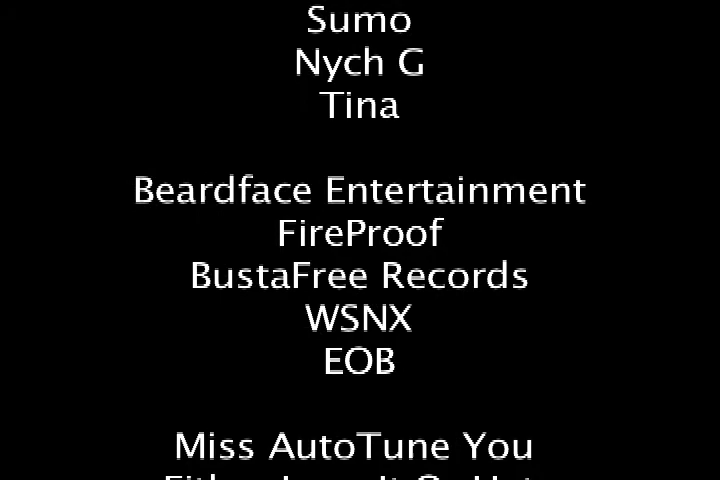 Sumo
Nych G
Tina
Beardface Entertainment
FireProof
BustaFree Records
WSNX
EOB
Miss AutoTune You